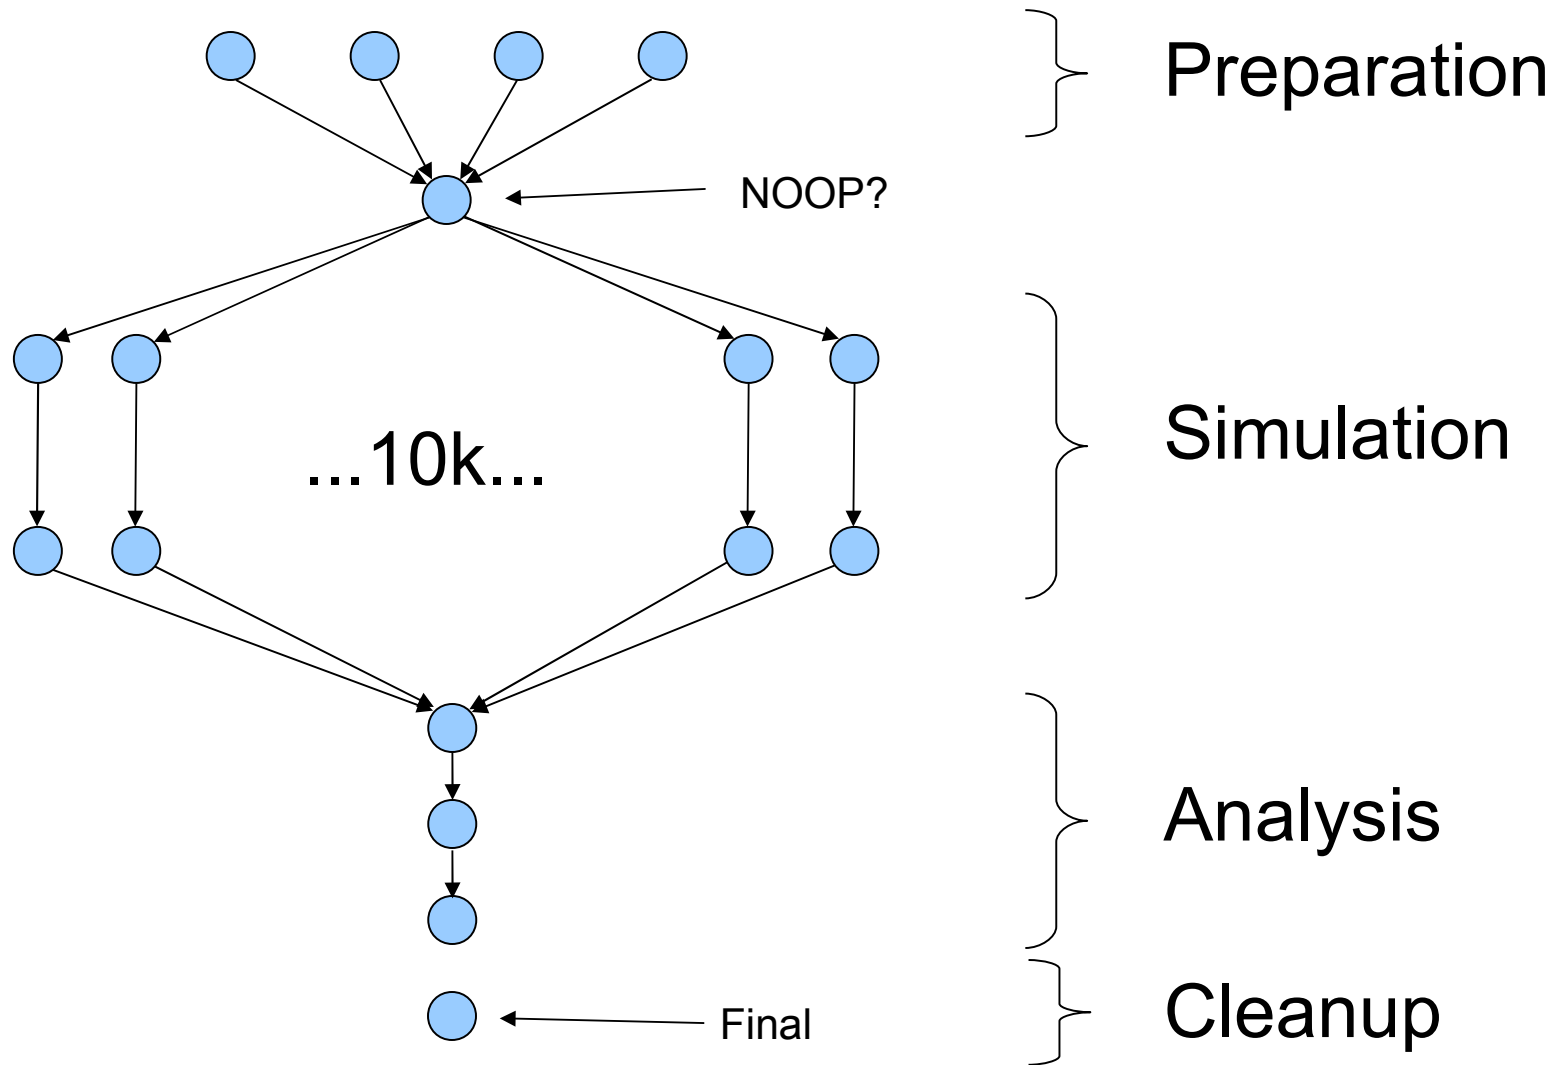 Preparation
NOOP?
...10k...
Simulation
Analysis
Final
Cleanup